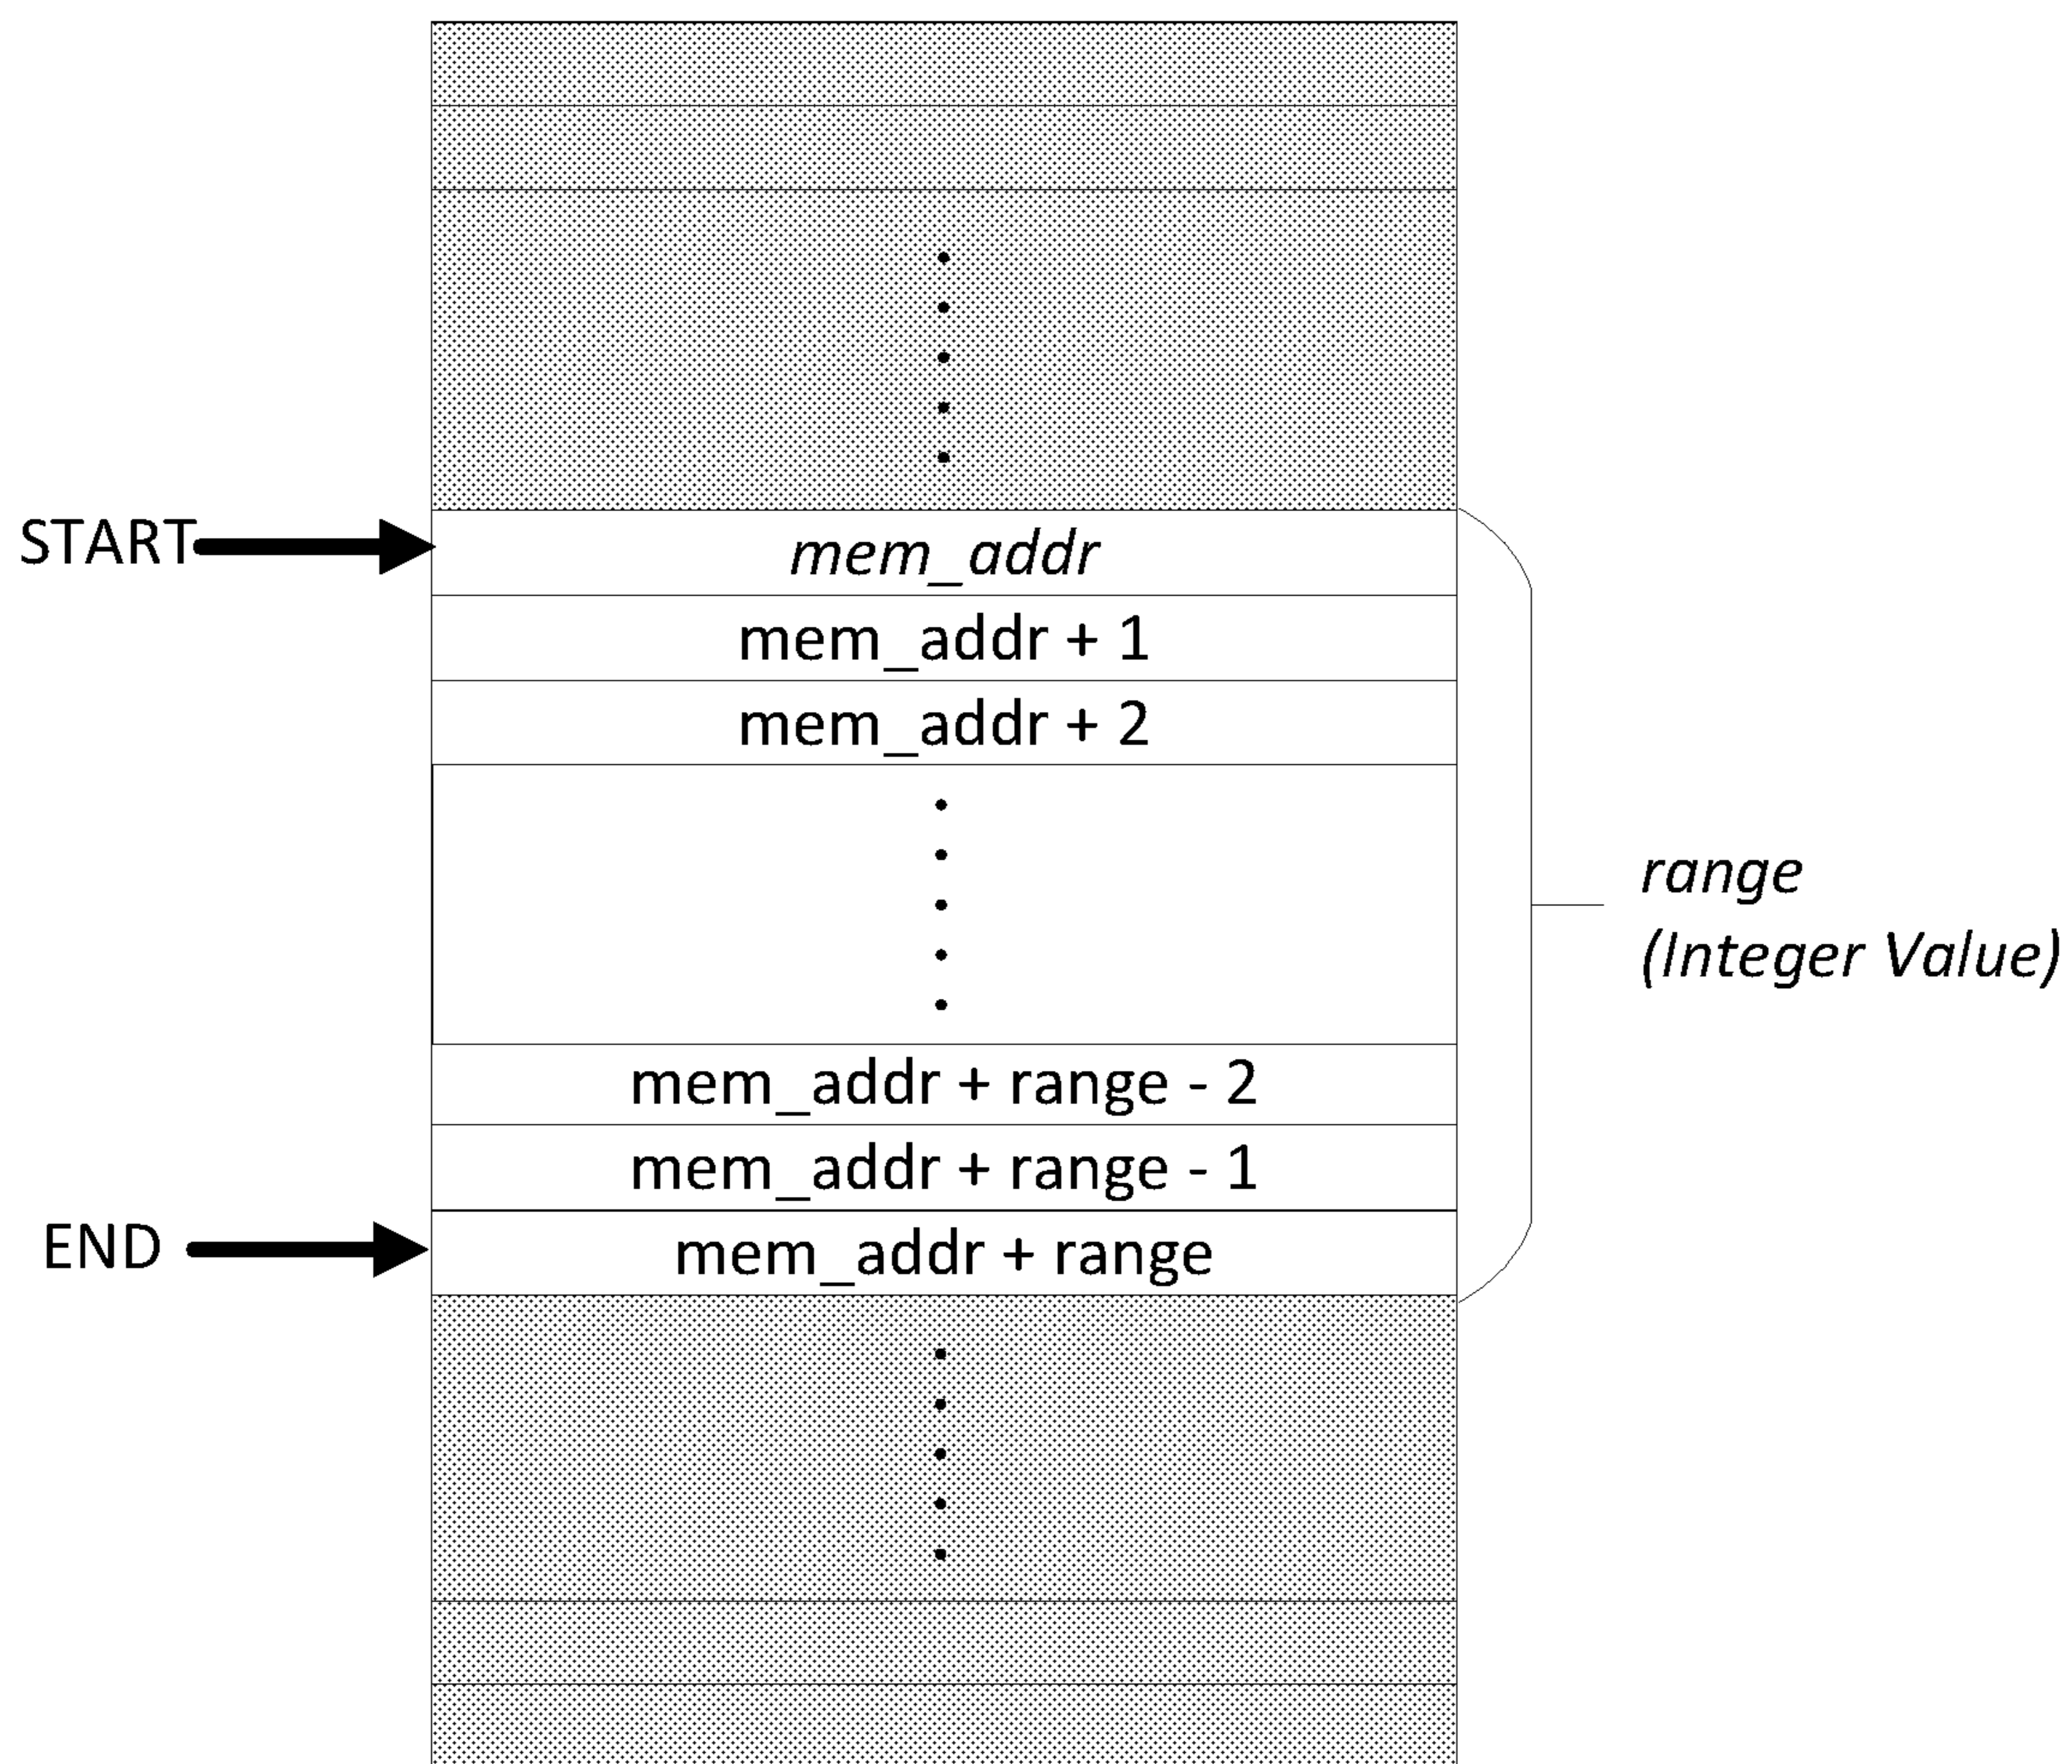 START
mem_addr
mem_addr + 1
mem_addr + 2
range
(Integer Value)
mem_addr + range - 2
mem_addr + range - 1
END
mem_addr + range